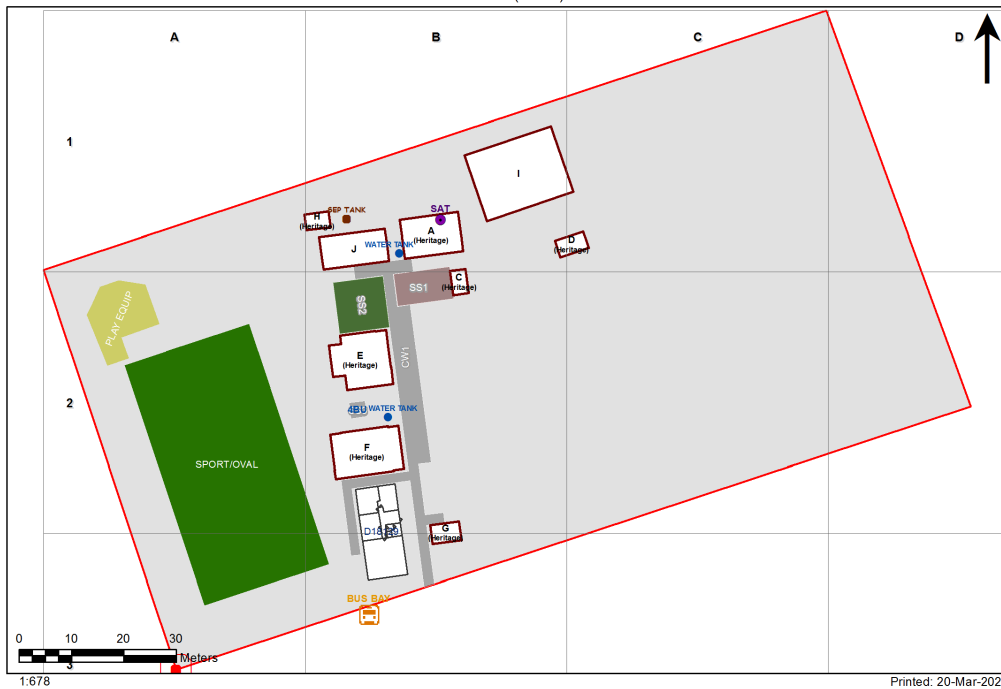 A B C D
1
I
H
(Heritage)
SEP TANK
SAT
A
(Heritage)
J
WATER TANK
D
(Heritage)
C
(Heritage)
SS1
SS2
PLAY EQUIP
E
(Heritage)
CW1
2
4BU
WATER TANK
F
(Heritage)
SPORT/OVAL
G
(Heritage)
BUS BAY
0 10 20 30
Meters
3
1:678
Printed: 20-Mar-202